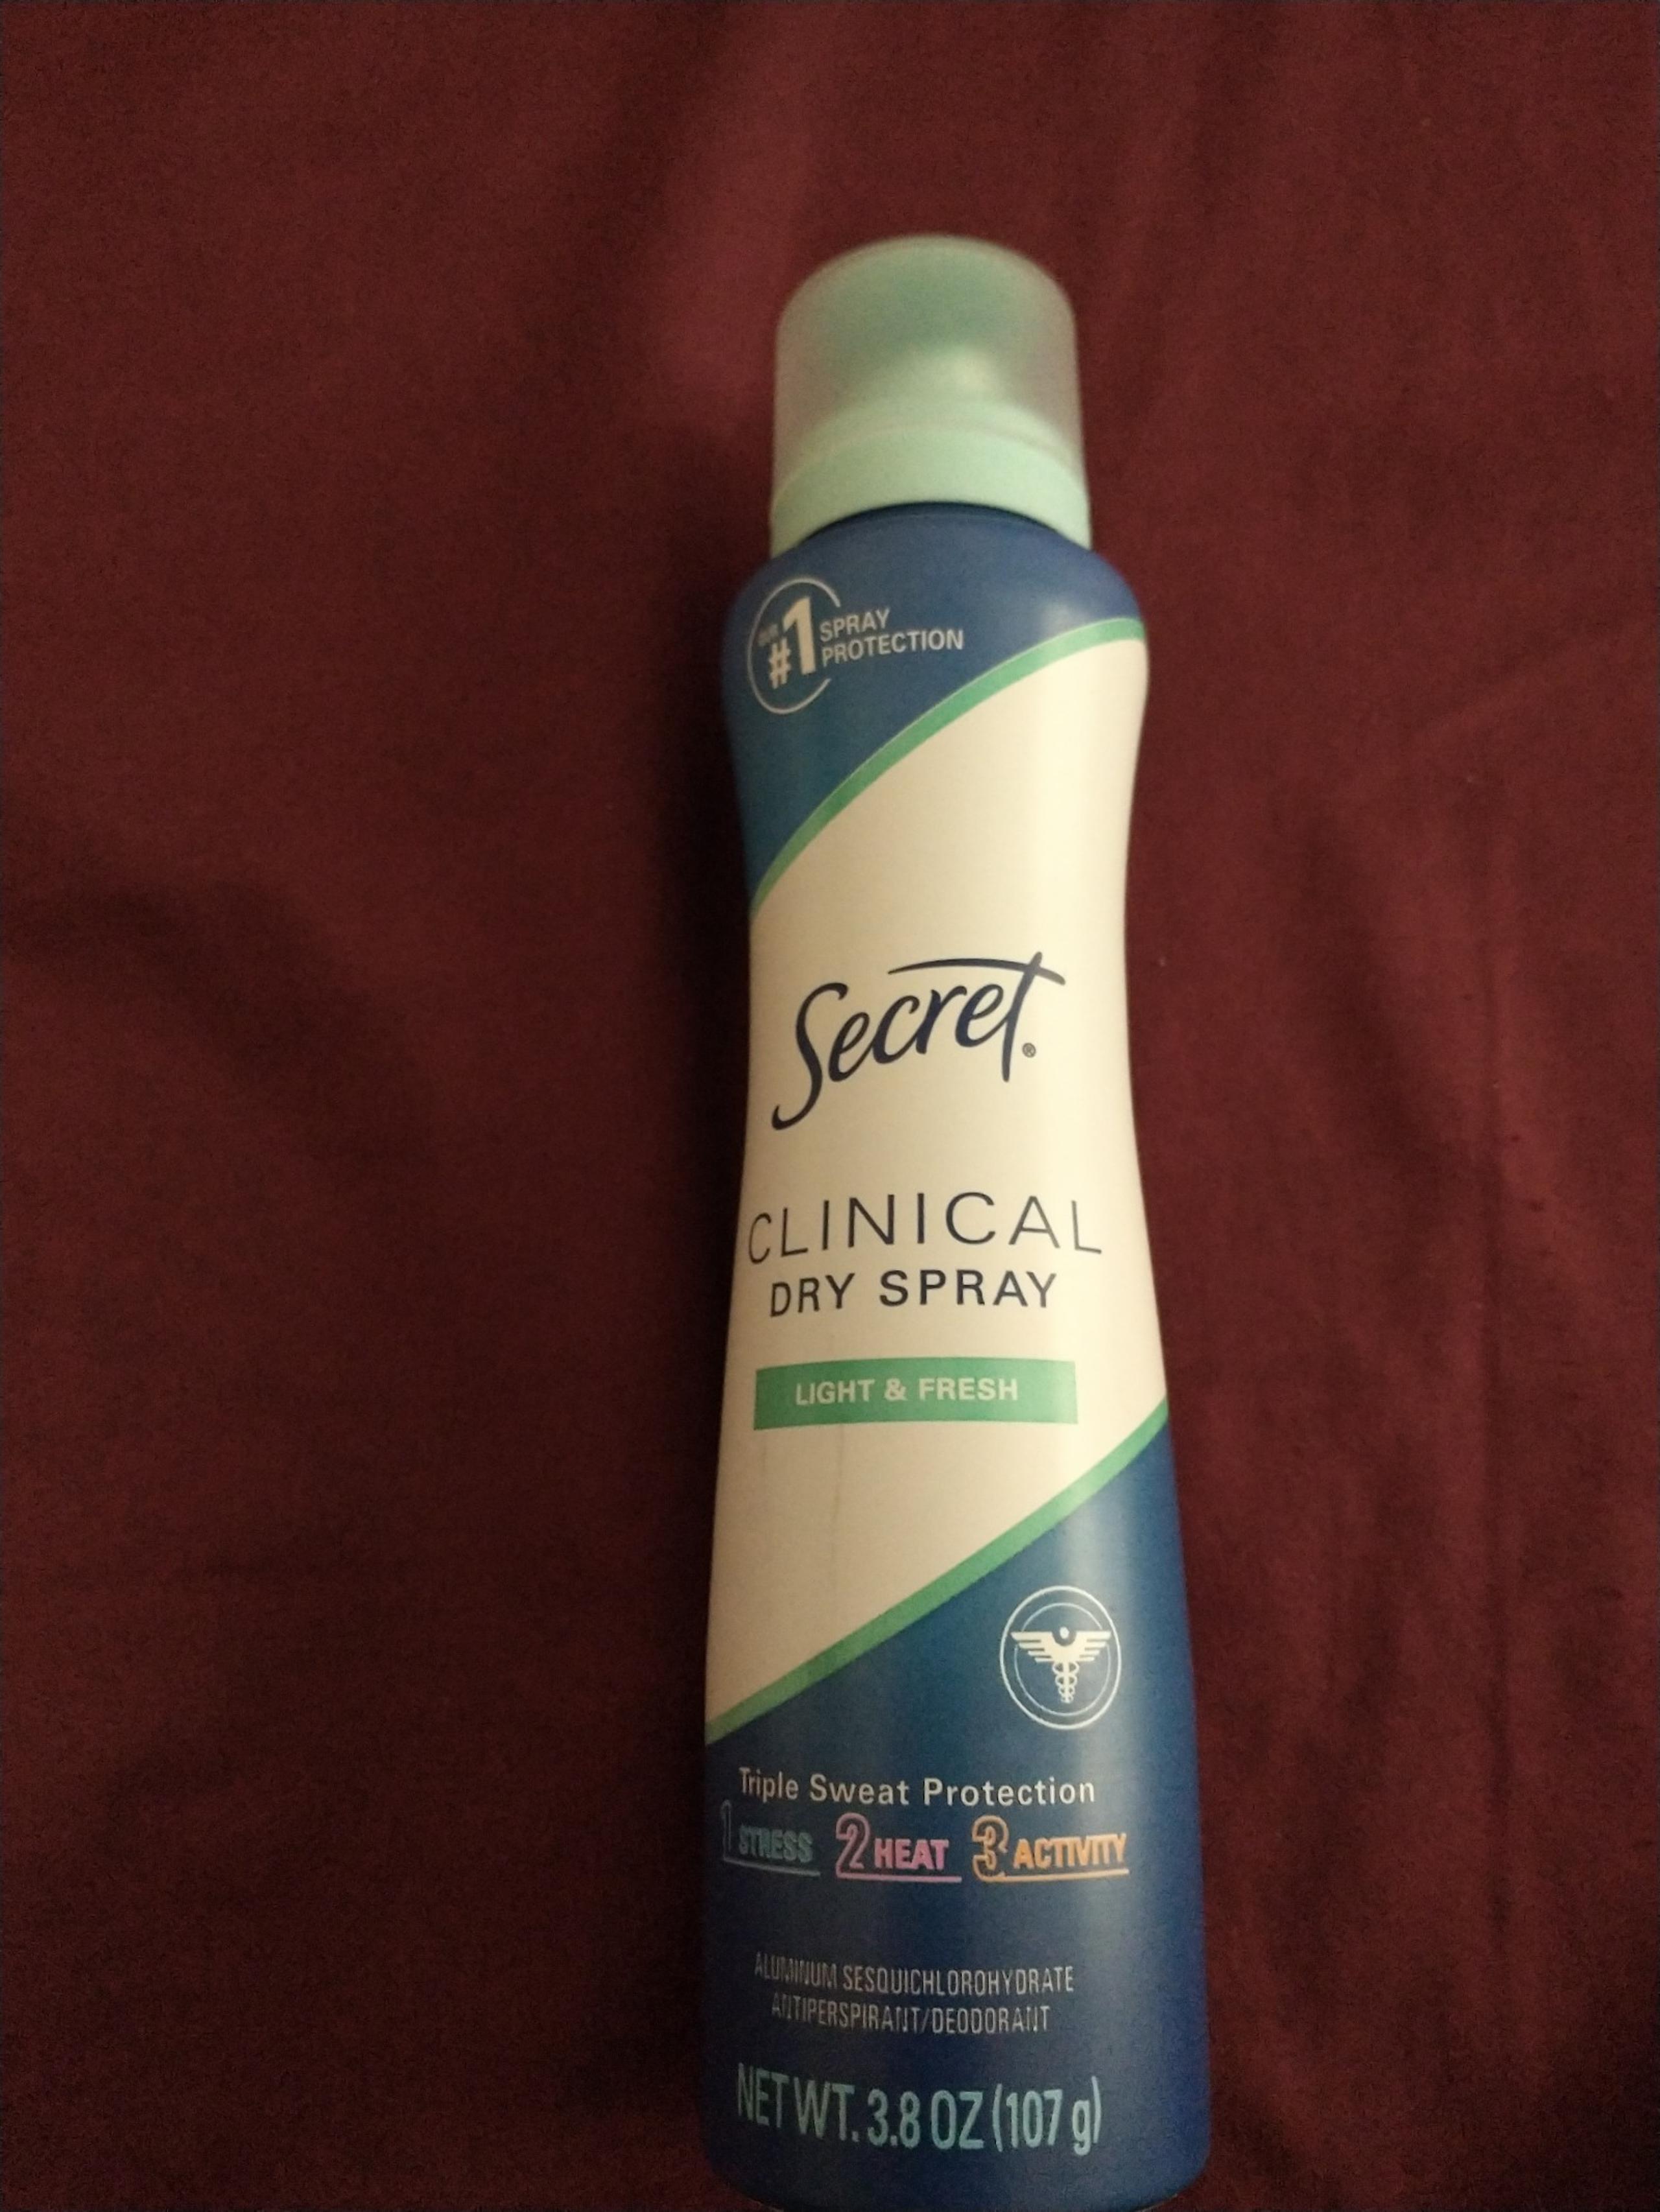 OUR
#1 SPRAY
PROTECTION
Secret®
CLINICAL
DRY SPRAY
LIGHT & FRESH
Triple Sweat Protection
1 STRESS 2 HEAT 3 ACTIVITY
ALUMINUM SESQUICHLOROHYDRATE
ANTIPERSPIRANT/DEODORANT
NET WT. 3.8 OZ (107 g)